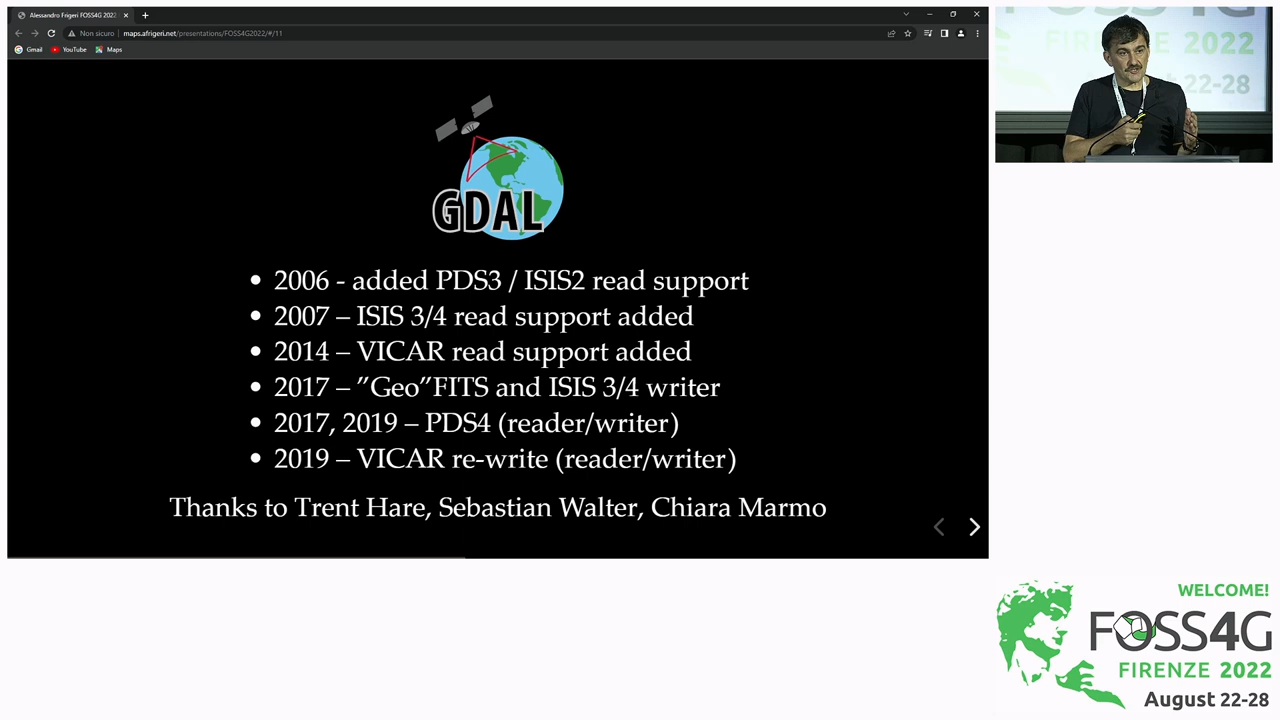 Alessandro Frigeri FOSS4G 2022
Non sicuro
maps.afrigeri.net/presentations/FOSS4G2022/#/11
Gmail
YouTube
Maps
GDAL
• 2006 - added PDS3 / ISIS2 read support
• 2007 – ISIS 3/4 read support added
• 2014 – VICAR read support added
• 2017 – ”Geo”FITS and ISIS 3/4 writer
• 2017, 2019 – PDS4 (reader/writer)
• 2019 – VICAR re-write (reader/writer)
Thanks to Trent Hare, Sebastian Walter, Chiara Marmo
FIRENZE 2022
22-28
WELCOME!
FOSS4G
FIRENZE 2022
August 22-28